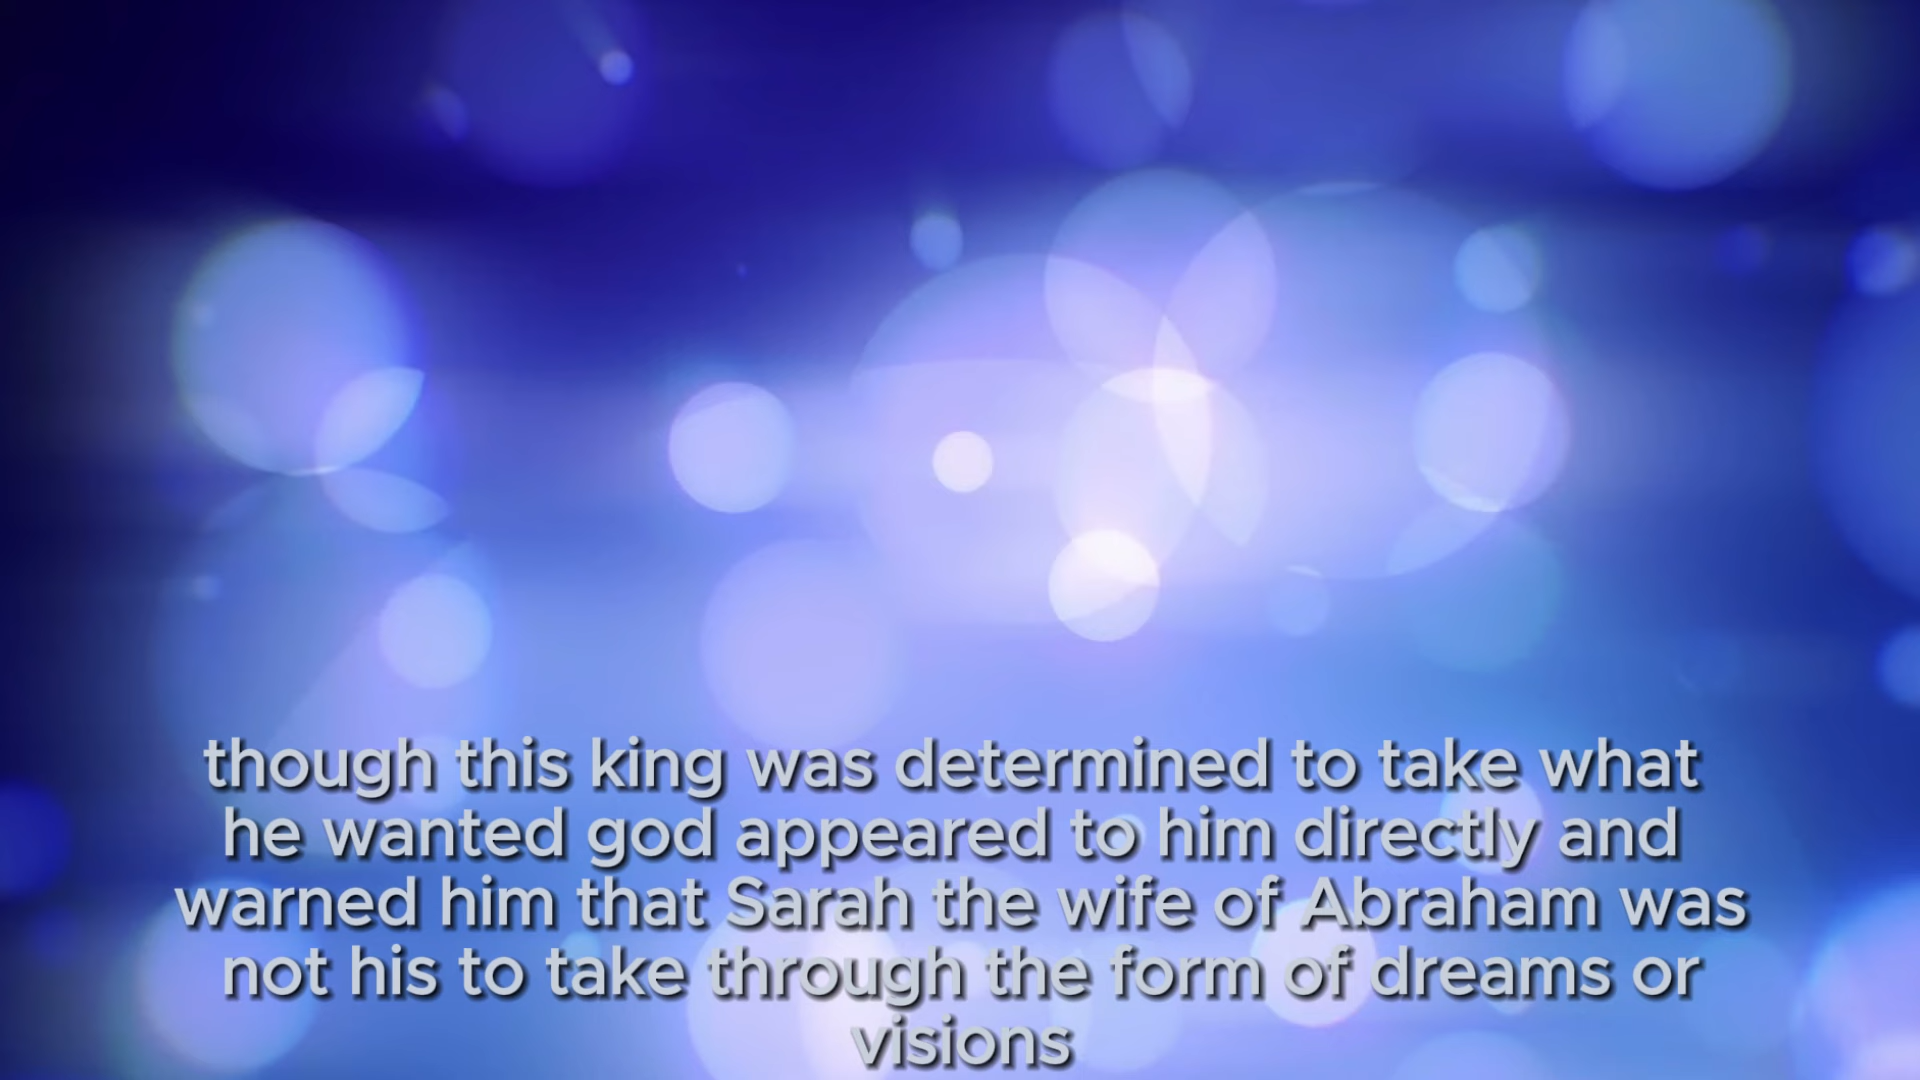 though this king was determined to take what
he wanted god appeared to him directly and
warned him that Sarah the wife of Abraham was
not his to take through the form of dreams or
visions